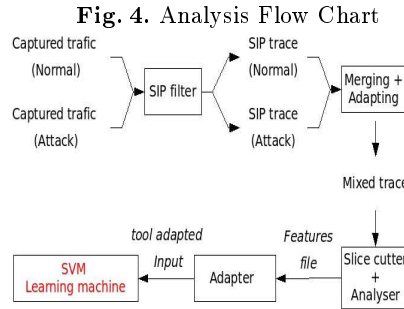 Fig. 4. Analysis Flow Chart
Captured trafic
(Normal)
SIP trace
(Normal)
SIP filter
Merging +
Adapting
Captured trafic
(Attack)
SIP trace
(Attack)
Mixed trace
tool adapted
Input
Features
file
SVM
Learning machine
Adapter
Slice cutter
+
Analyser